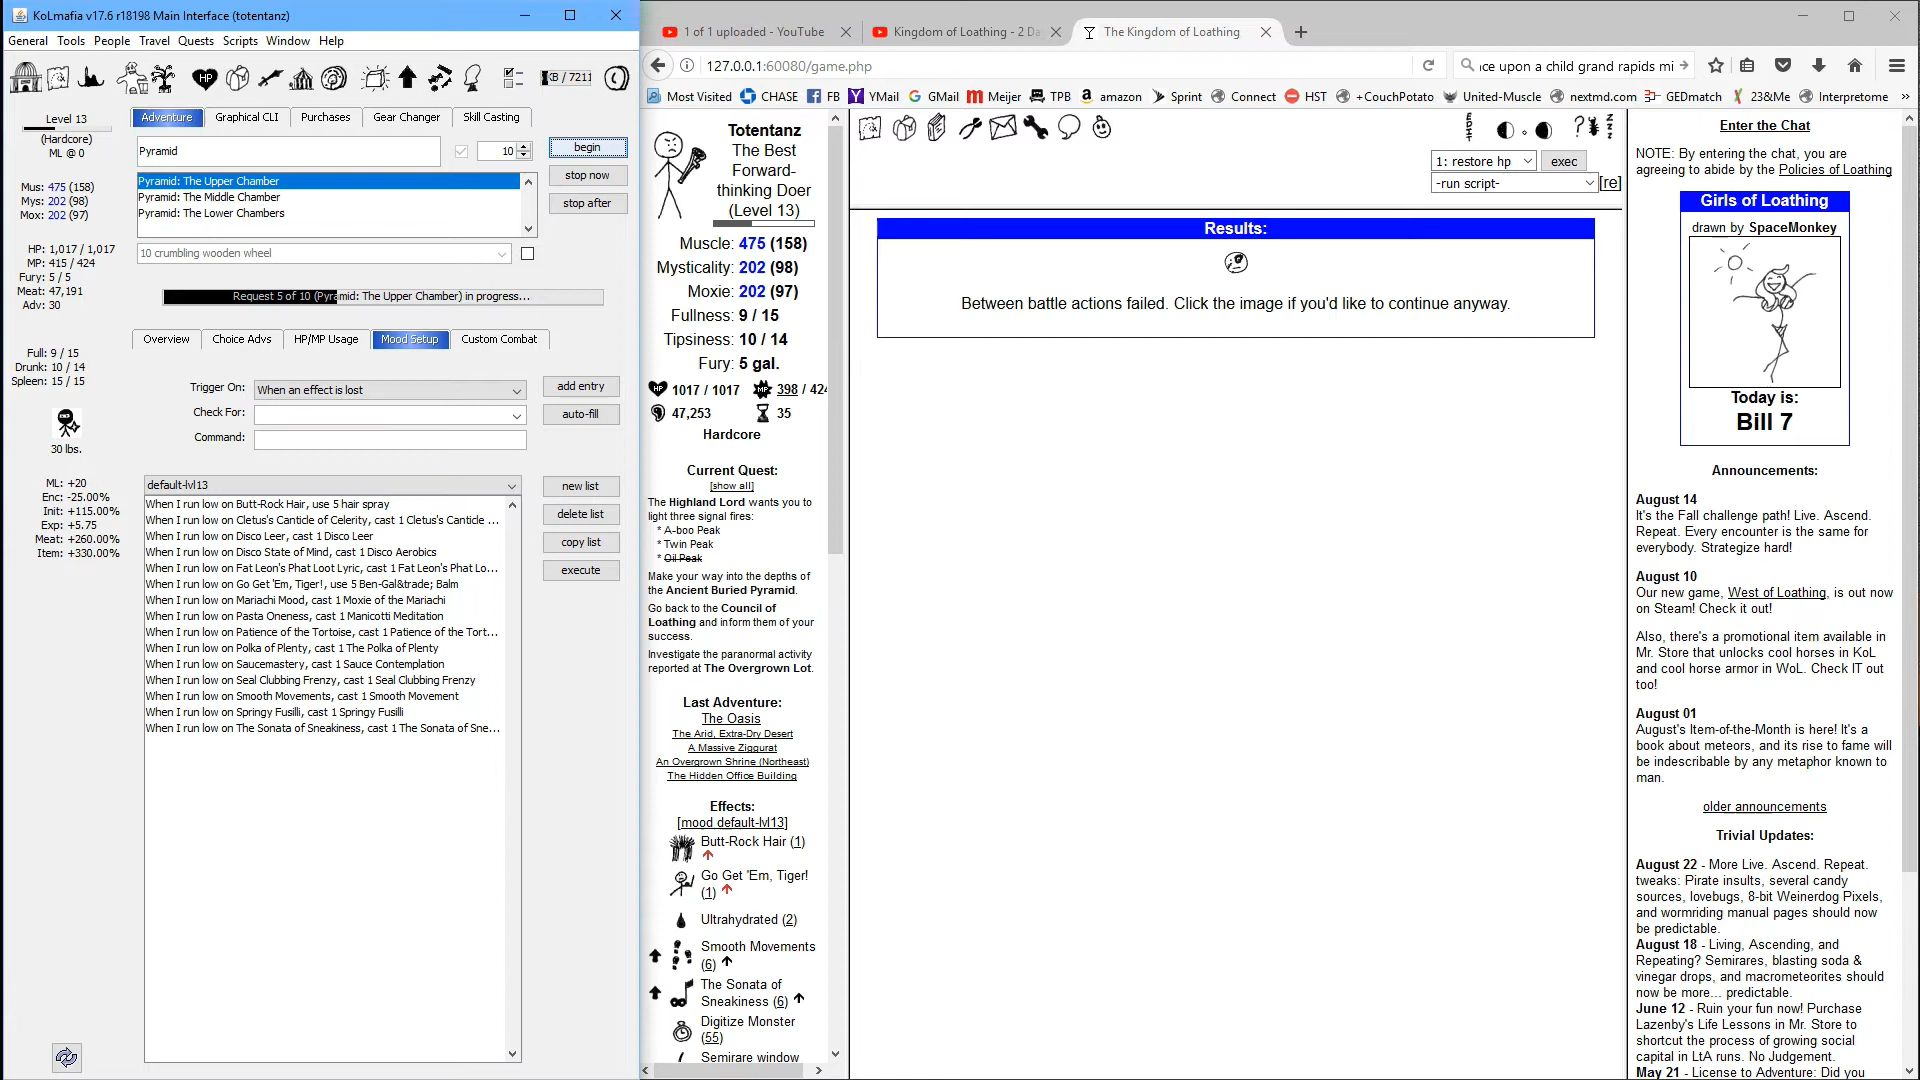 KoLmafia v17.6 r18198 Main Interface (totentanz)
General Tools People Travel Quests Scripts Window Help
HP
KB / 7211
Level 13
(Hardcore)
ML @ 0
Mus: 475 (158)
Mys: 202 (98)
Mox: 202 (97)
HP: 1,017 / 1,017
MP: 415 / 424
Fury: 5 / 5
Meat: 47,191
Adv: 30
Full: 9 / 15
Drunk: 10 / 14
Spleen: 15 / 15
30 lbs.
ML: +20
Enc: -25.00%
Init: +115.00%
Exp: +5.75
Meat: +260.00%
Item: +330.00%
Adventure Graphical CLI Purchases Gear Changer Skill Casting
Pyramid
10
begin
Pyramid: The Upper Chamber
Pyramid: The Middle Chamber
Pyramid: The Lower Chambers
stop now
stop after
10 crumbling wooden wheel
Request 5 of 10 (Pyramid: The Upper Chamber) in progress...
Overview Choice Advs HP/MP Usage Mood Setup Custom Combat
Trigger On: When an effect is lost
Check For:
Command:
add entry
auto-fill
default-lvl13
When I run low on Butt-Rock Hair, use 5 hair spray
When I run low on Cletus's Canticle of Celerity, cast 1 Cletus's Canticle ...
When I run low on Disco Leer, cast 1 Disco Leer
When I run low on Disco State of Mind, cast 1 Disco Aerobics
When I run low on Fat Leon's Phat Loot Lyric, cast 1 Fat Leon's Phat Lo...
When I run low on Go Get 'Em, Tiger!, use 5 Ben-Gal&trade; Balm
When I run low on Mariachi Mood, cast 1 Moxie of the Mariachi
When I run low on Pasta Oneness, cast 1 Manicotti Meditation
When I run low on Patience of the Tortoise, cast 1 Patience of the Tort...
When I run low on Polka of Plenty, cast 1 The Polka of Plenty
When I run low on Saucemastery, cast 1 Sauce Contemplation
When I run low on Seal Clubbing Frenzy, cast 1 Seal Clubbing Frenzy
When I run low on Smooth Movements, cast 1 Smooth Movement
When I run low on Springy Fusilli, cast 1 Springy Fusilli
When I run low on The Sonata of Sneakiness, cast 1 The Sonata of Sne...
new list
delete list
copy list
execute
1 of 1 uploaded - YouTube
Kingdom of Loathing - 2 Da
The Kingdom of Loathing
127.0.0.1:60080/game.php
ice upon a child grand rapids mi
Most Visited CHASE FB YMail GMail Meijer TPB amazon Sprint Connect HST +CouchPotato United-Muscle nextmd.com GEDmatch 23&Me Interpretome
Totentanz
The Best
Forward-
thinking Doer
(Level 13)
Muscle: 475 (158)
Mysticality: 202 (98)
Moxie: 202 (97)
Fullness: 9 / 15
Tipsiness: 10 / 14
Fury: 5 gal.
HP 1017 / 1017 MP 398 / 424
47,253 35
Hardcore
Current Quest:
[show all]
The Highland Lord wants you to
light three signal fires:
* A-boo Peak
* Twin Peak
* Oil Peak
Make your way into the depths of
the Ancient Buried Pyramid.
Go back to the Council of
Loathing and inform them of your
success.
Investigate the paranormal activity
reported at The Overgrown Lot.
Last Adventure:
The Oasis
The Arid, Extra-Dry Desert
A Massive Ziggurat
An Overgrown Shrine (Northeast)
The Hidden Office Building
Effects:
[mood default-lvl13]
Butt-Rock Hair (1)
Go Get 'Em, Tiger!
(1)
Ultrahydrated (2)
Smooth Movements
(6)
The Sonata of
Sneakiness (6)
Digitize Monster
(55)
Semirare window
EDIT
?
ZZZ
1: restore hp
exec
-run script-
[re]
Results:
Between battle actions failed. Click the image if you'd like to continue anyway.
Enter the Chat
NOTE: By entering the chat, you are
agreeing to abide by the Policies of Loathing
Girls of Loathing
drawn by SpaceMonkey
Today is:
Bill 7
Announcements:
August 14
It's the Fall challenge path! Live. Ascend.
Repeat. Every encounter is the same for
everybody. Strategize hard!
August 10
Our new game, West of Loathing, is out now
on Steam! Check it out!
Also, there's a promotional item available in
Mr. Store that unlocks cool horses in KoL
and cool horse armor in WoL. Check IT out
too!
August 01
August's Item-of-the-Month is here! It's a
book about meteors, and its rise to fame will
be indescribable by any metaphor known to
man.
older announcements
Trivial Updates:
August 22 - More Live. Ascend. Repeat.
tweaks: Pirate insults, several candy
sources, lovebugs, 8-bit Weinerdog Pixels,
and wormriding manual pages should now
be predictable.
August 18 - Living, Ascending, and
Repeating? Semirares, blasting soda &
vinegar drops, and macrometeorites should
now be more... predictable.
June 12 - Ruin your fun now! Purchase
Lazenby's Life Lessons in Mr. Store to
shortcut the process of growing social
capital in LtA runs. No Judgement.
May 21 - License to Adventure: Did you